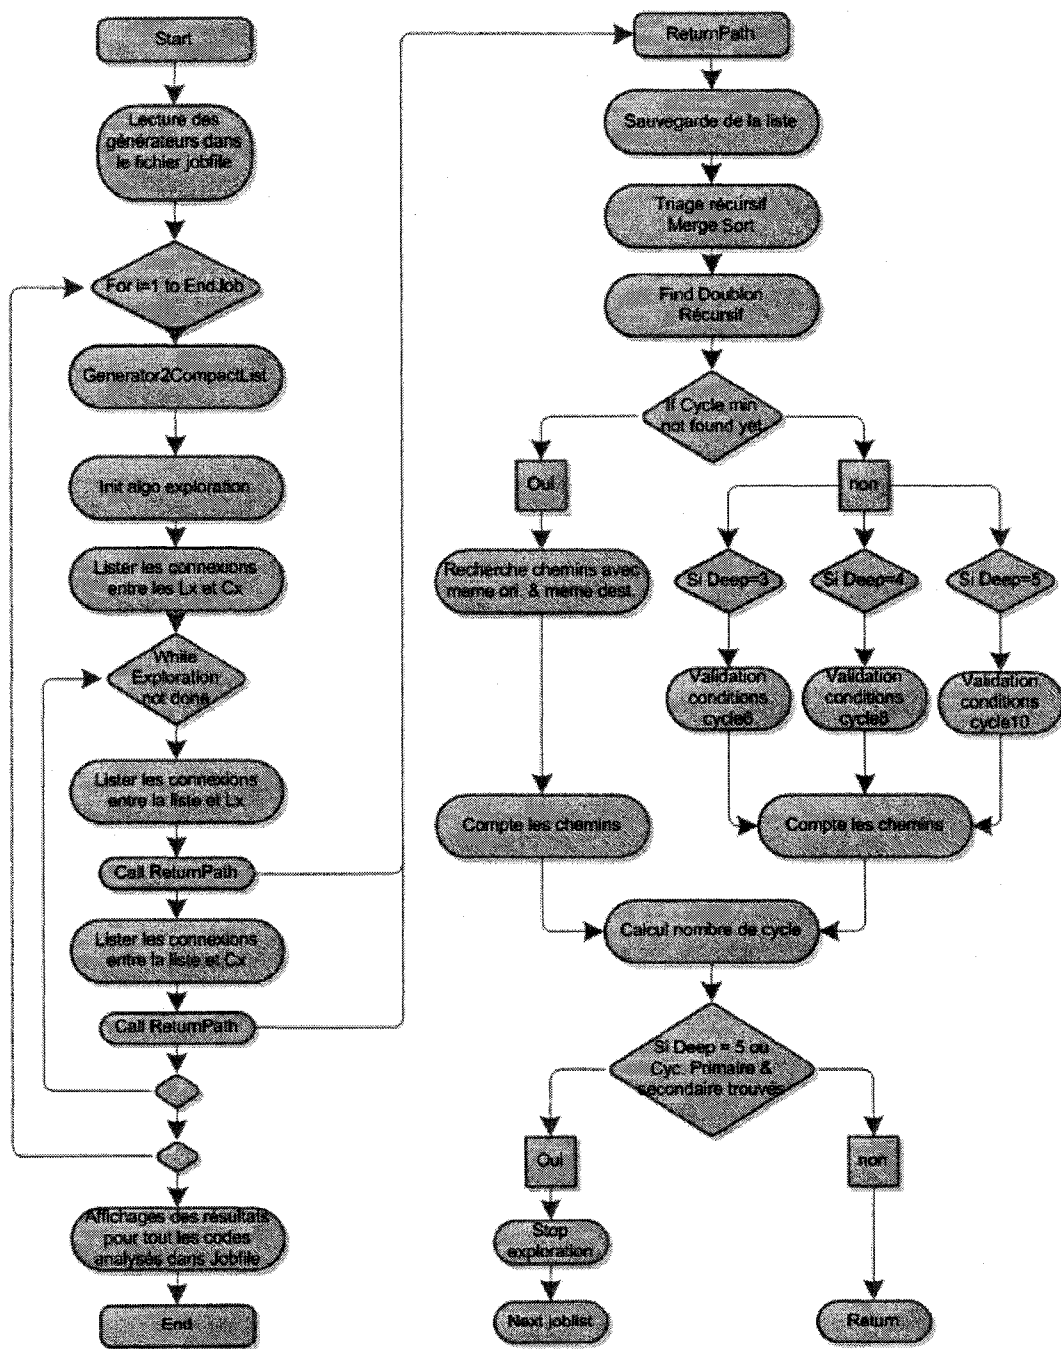 Start
Lecture des
générateurs dans
le fichier jobfile
For i=1 to EndJob
Generator2CompactList
Init algo exploration
Lister les connexions
entre les Lx et Cx
While
Exploration
not done
Lister les connexions
entre la liste et Lx
Call ReturnPath
Lister les connexions
entre la liste et Cx
Call ReturnPath
Affichages des résultats
pour tout les codes
analysés dans Jobfile
End
ReturnPath
Sauvegarde de la liste
Triage récursif
Merge Sort
Find Doublon
Récursif
If Cycle min
not found yet
Oui
non
Recherche chemins avec
meme ori. & meme dest.
Si Deep=3
Si Deep=4
Si Deep=5
Validation
conditions
cycle6
Validation
conditions
cycle8
Validation
conditions
cycle10
Compte les chemins
Compte les chemins
Calcul nombre de cycle
Si Deep = 5 ou
Cyc. Primaire &
secondaire trouvés
Oui
non
Stop
exploration
Next joblist
Return